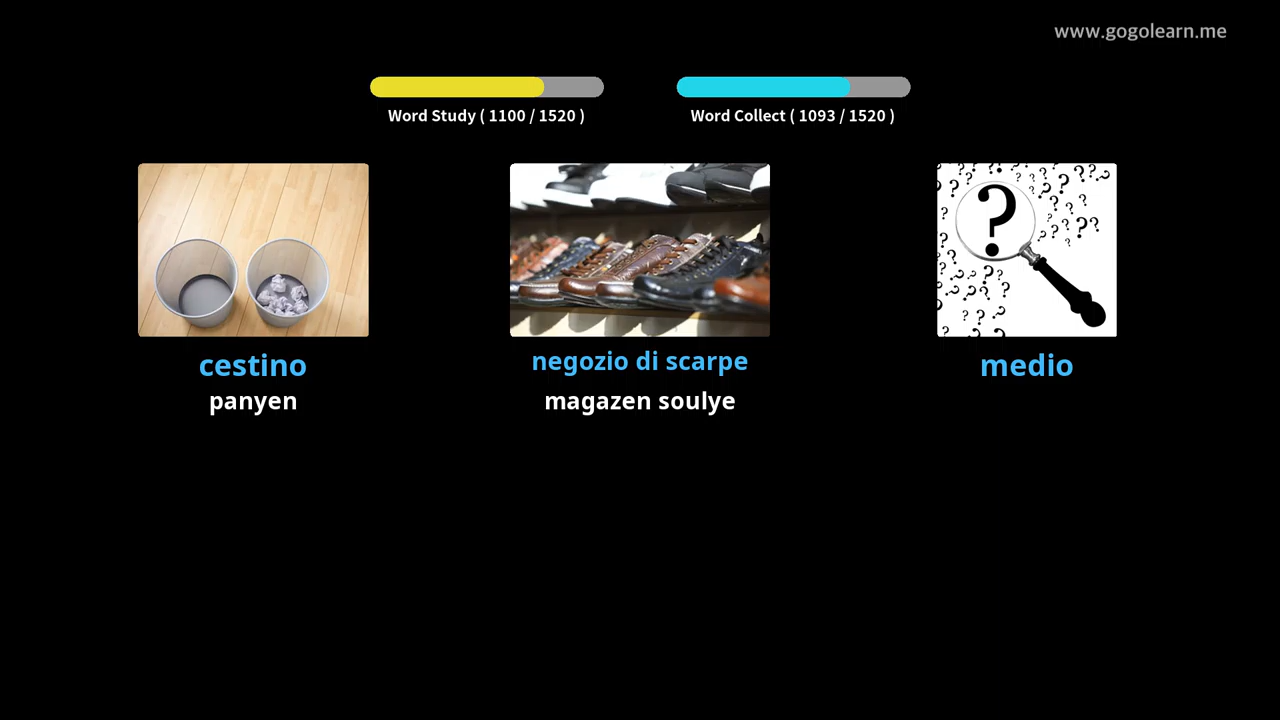 www.gogolearn.me
Word Study ( 1100 / 1520 )
Word Collect ( 1093 / 1520 )
cestino
panyen
negozio di scarpe
magazen soulye
medio